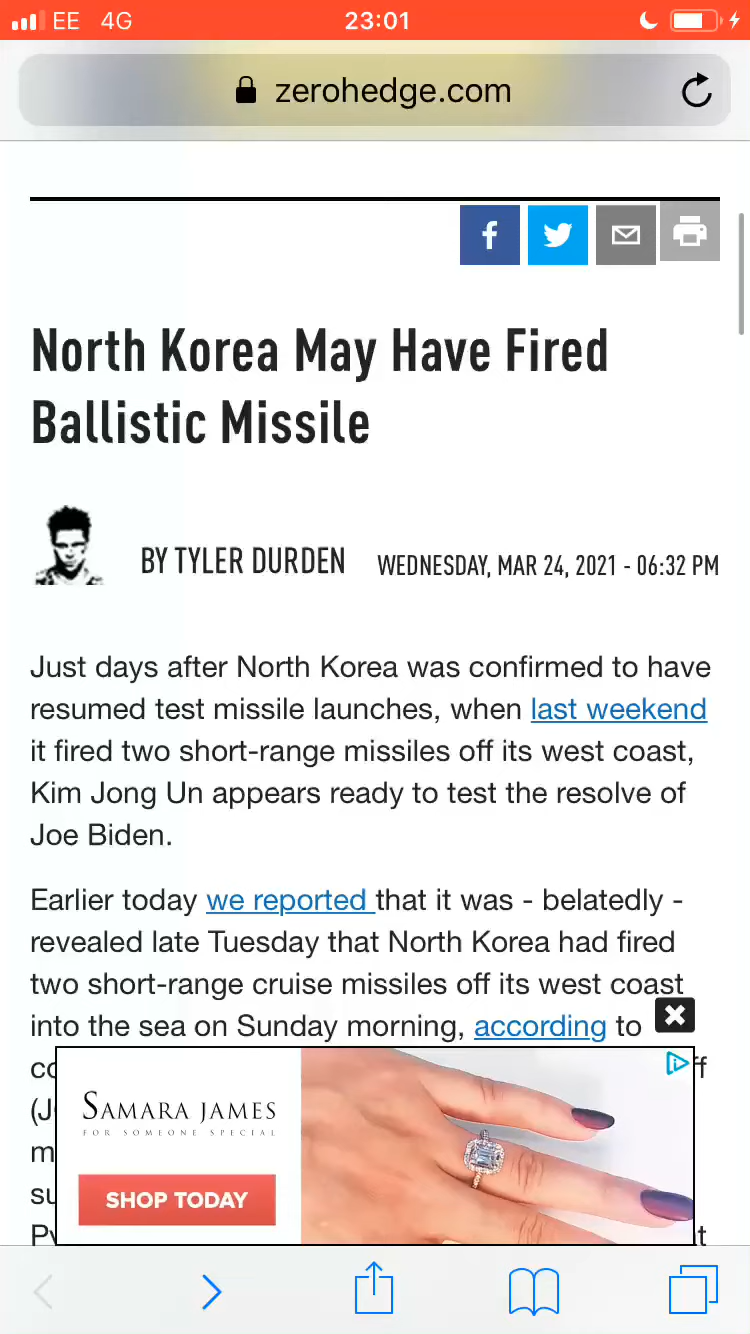 EE 4G 23:01
zerohedge.com
North Korea May Have Fired
Ballistic Missile
BY TYLER DURDEN WEDNESDAY, MAR 24, 2021 - 06:32 PM
Just days after North Korea was confirmed to have
resumed test missile launches, when last weekend
it fired two short-range missiles off its west coast,
Kim Jong Un appears ready to test the resolve of
Joe Biden.
Earlier today we reported that it was - belatedly -
revealed late Tuesday that North Korea had fired
two short-range cruise missiles off its west coast
into the sea on Sunday morning, according to
SAMARA JAMES
FOR SOMEONE SPECIAL
SHOP TODAY